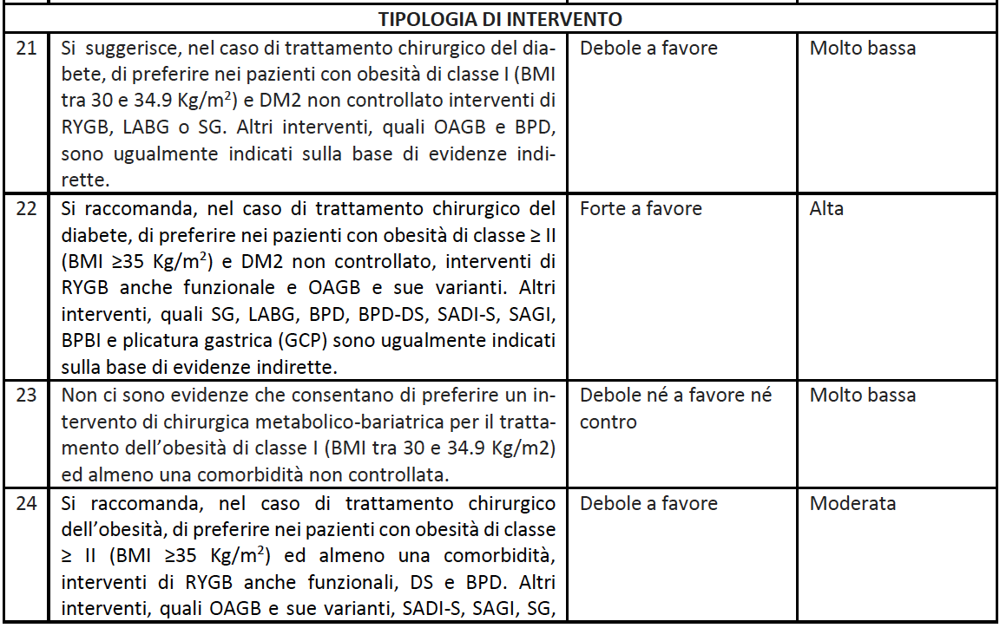 TIPOLOGIA DI INTERVENTO
21
Si suggerisce, nel caso di trattamento chirurgico del dia-
bete, di preferire nei pazienti con obesità di classe I (BMI
tra 30 e 34.9 Kg/m²) e DM2 non controllato interventi di
RYGB, LABG o SG. Altri interventi, quali OAGB e BPD,
sono ugualmente indicati sulla base di evidenze indi-
rette.
Debole a favore
Molto bassa
22
Si raccomanda, nel caso di trattamento chirurgico del
diabete, di preferire nei pazienti con obesità di classe ≥ II
(BMI ≥35 Kg/m²) e DM2 non controllato, interventi di
RYGB anche funzionale e OAGB e sue varianti. Altri
interventi, quali SG, LABG, BPD, BPD-DS, SADI-S, SAGI,
BPBI e plicatura gastrica (GCP) sono ugualmente indicati
sulla base di evidenze indirette.
Forte a favore
Alta
23
Non ci sono evidenze che consentano di preferire un in-
tervento di chirurgica metabolico-bariatrica per il tratta-
mento dell’obesità di classe I (BMI tra 30 e 34.9 Kg/m2)
ed almeno una comorbidità non controllata.
Debole né a favore né
contro
Molto bassa
24
Si raccomanda, nel caso di trattamento chirurgico
dell’obesità, di preferire nei pazienti con obesità di classe
≥ II (BMI ≥35 Kg/m²) ed almeno una comorbidità,
interventi di RYGB anche funzionali, DS e BPD. Altri
interventi, quali OAGB e sue varianti, SADI-S, SAGI, SG,
Debole a favore
Moderata